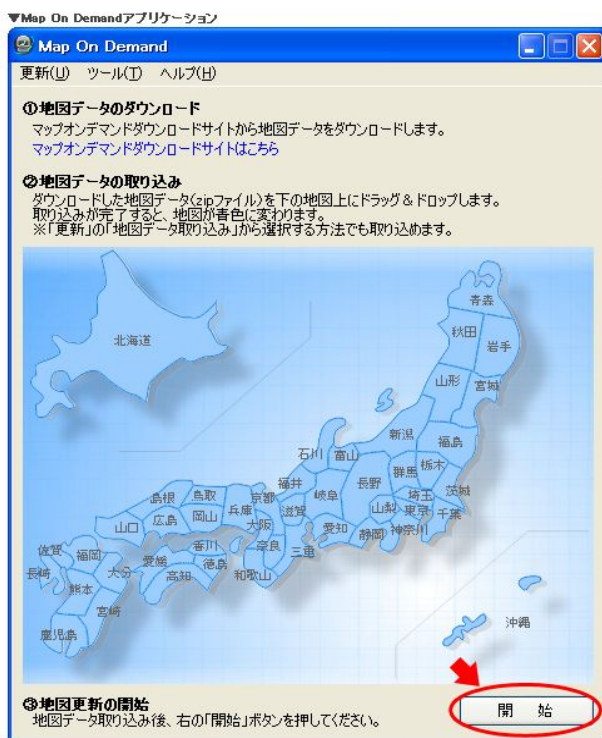 ▼Map On Demandアプリケーション
Map On Demand
更新(U) ツール(T) ヘルプ(H)
①地図データのダウンロード
マップオンデマンドダウンロードサイトから地図データをダウンロードします。
マップオンデマンドダウンロードサイトはこちら
②地図データの取り込み
ダウンロードした地図データ(zipファイル)を下の地図上にドラッグ&ドロップします。
取り込みが完了すると、地図が青色に変わります。
※「更新」の「地図データ取り込み」から選択する方法でも取り込めます。
青森
北海道
秋田
岩手
山形
宮城
新潟
福島
石川
富山
栃木
群馬
福井
岐阜
長野
埼玉
茨城
島根
鳥取
京都
兵庫
滋賀
山梨
東京
千葉
山口
広島
岡山
大阪
愛知
静岡
神奈川
佐賀
福岡
香川
奈良
三重
長崎
大分
愛媛
徳島
高知
和歌山
熊本
宮崎
沖縄
鹿児島
③地図更新の開始
地図データ取り込み後、右の「開始」ボタンを押してください。
開 始